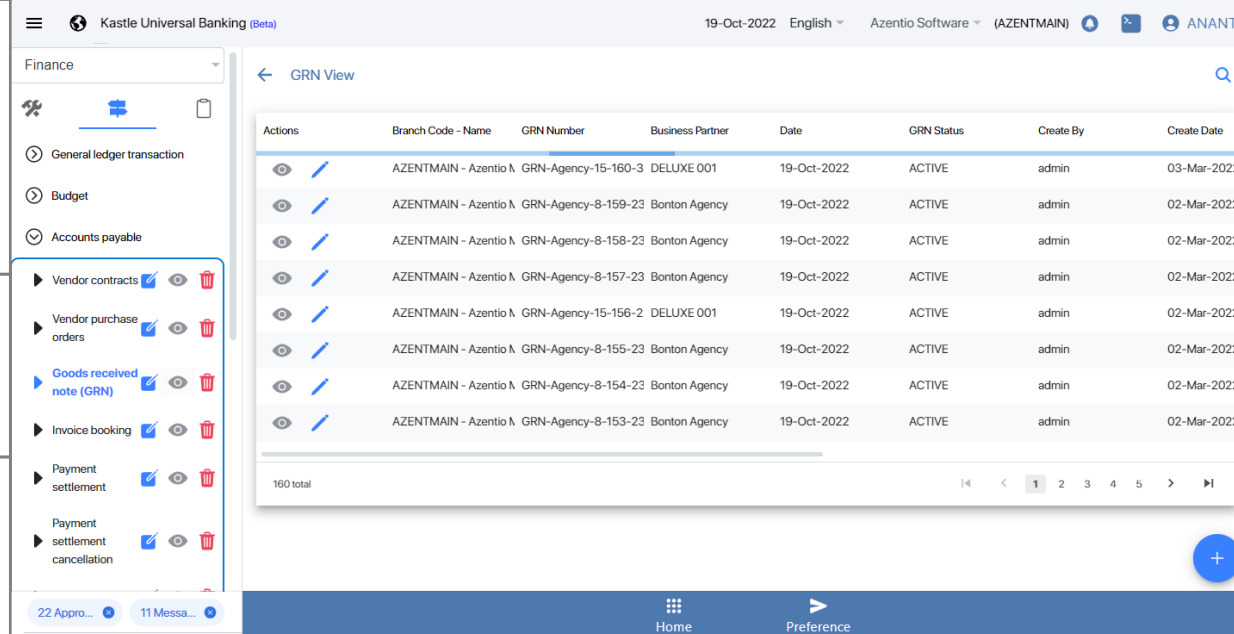 Kastle Universal Banking (Beta)
19-Oct-2022 English Azentio Software (AZENTMAIN) ANANT
Finance
GRN View
General ledger transaction
Budget
Accounts payable
Vendor contracts
Vendor purchase
orders
Goods received
note (GRN)
Invoice booking
Payment
settlement
Payment
settlement
cancellation
22 Appro...
11 Messa...
Actions Branch Code - Name GRN Number Business Partner Date GRN Status Create By Create Date
AZENTMAIN - Azentio M GRN-Agency-15-160-3 DELUXE 001 19-Oct-2022 ACTIVE admin 03-Mar-202
AZENTMAIN - Azentio M GRN-Agency-8-159-23 Bonton Agency 19-Oct-2022 ACTIVE admin 02-Mar-202
AZENTMAIN - Azentio M GRN-Agency-8-158-23 Bonton Agency 19-Oct-2022 ACTIVE admin 02-Mar-202
AZENTMAIN - Azentio M GRN-Agency-8-157-23 Bonton Agency 19-Oct-2022 ACTIVE admin 02-Mar-202
AZENTMAIN - Azentio M GRN-Agency-15-156-2 DELUXE 001 19-Oct-2022 ACTIVE admin 02-Mar-202
AZENTMAIN - Azentio M GRN-Agency-8-155-23 Bonton Agency 19-Oct-2022 ACTIVE admin 02-Mar-202
AZENTMAIN - Azentio M GRN-Agency-8-154-23 Bonton Agency 19-Oct-2022 ACTIVE admin 02-Mar-202
AZENTMAIN - Azentio M GRN-Agency-8-153-23 Bonton Agency 19-Oct-2022 ACTIVE admin 02-Mar-202
160 total
1 2 3 4 5
Home Preference